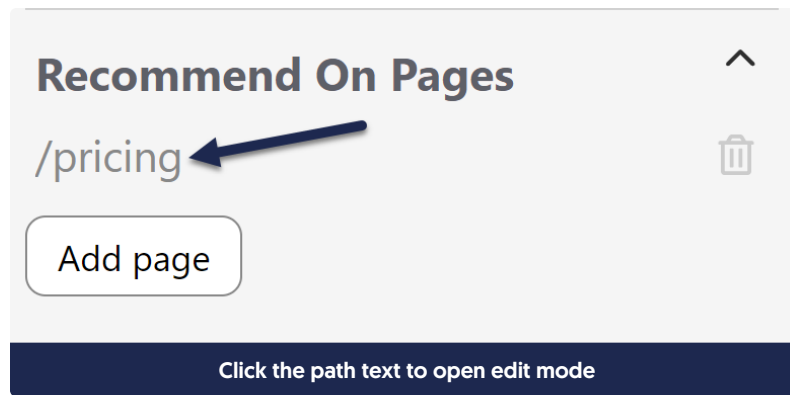 Recommend On Pages
/pricing
Add page
Click the path text to open edit mode